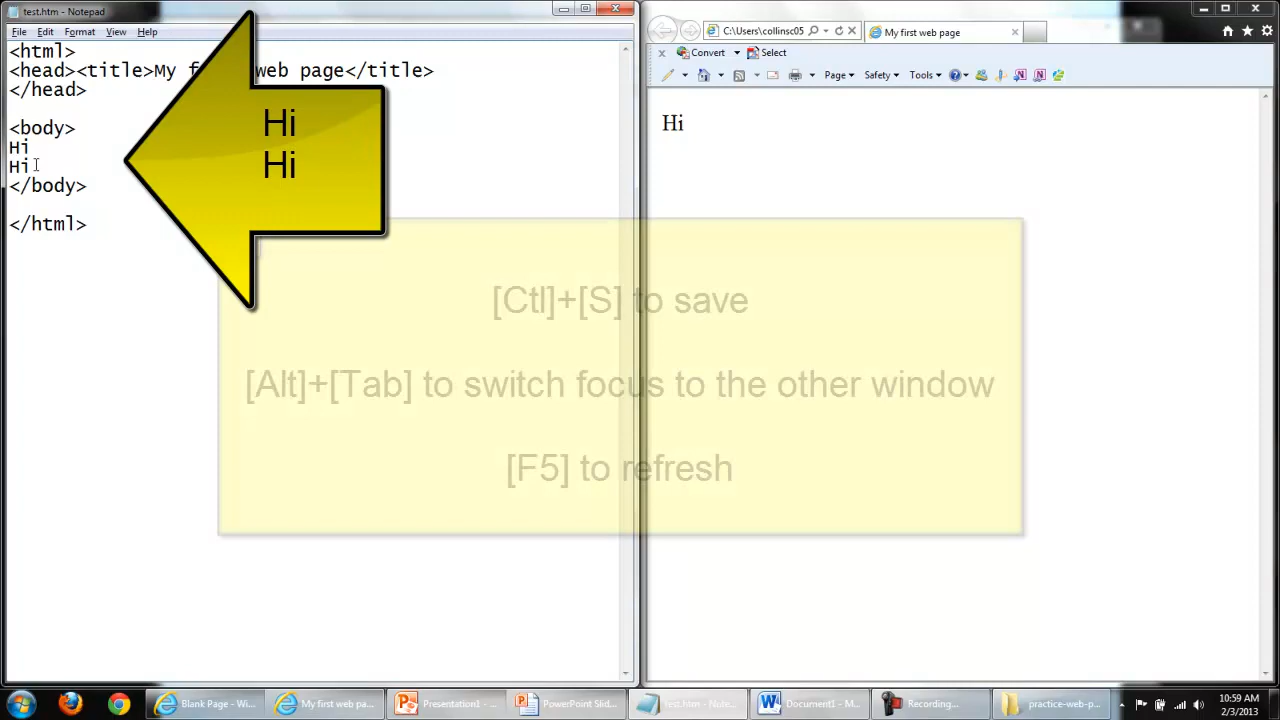 test.htm - Notepad
File Edit Format View Help
<html>
<head><title>My f web page</title>
</head>
<body>
Hi
Hi
</body>
</html>
Hi
Hi
[Ctl]+[S] to save
[Alt]+[Tab] to switch focus to the other window
[F5] to refresh
C:\Users\collinsc05
My first web page
x Convert Select
Page Safety Tools
Hi
Blank Page - Wi...
My first web pa...
Presentation1 - ...
PowerPoint Slid...
Test.htm - Note...
Document1 - M...
Recording...
practice-web-p...
10:59 AM
2/3/2013